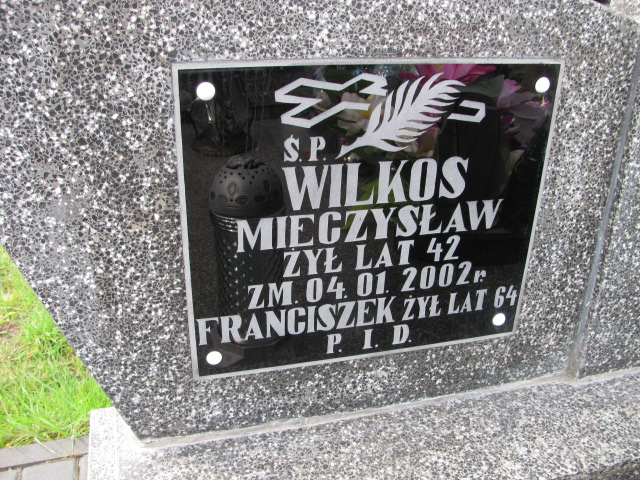 Ś.P.
WILKOS
MIECZYSŁAW
ŻYŁ LAT 42
ZM. 04.01.2002r.
FRANCISZEK ŻYŁ LAT 64
P. I. D.